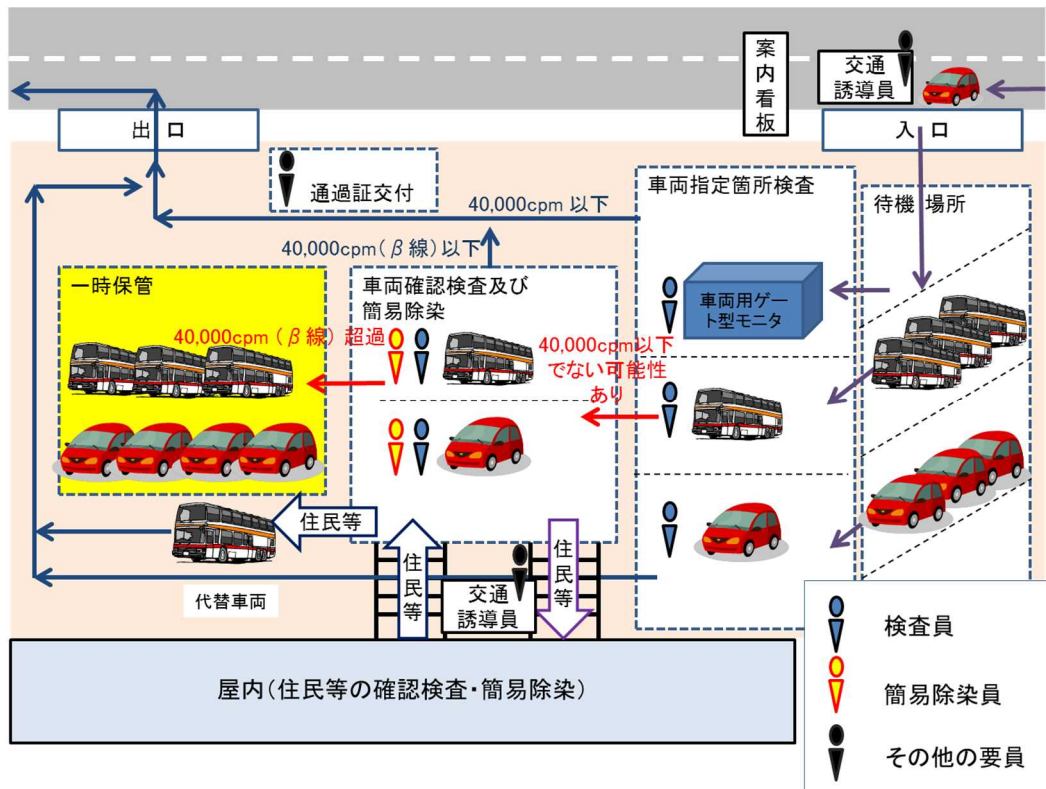 案内看板
交通
誘導員
出口
入口
通過証交付
車両指定箇所検査
待機場所
40,000cpm 以下
40,000cpm(β線)以下
一時保管
車両確認検査及び
簡易除染
車両用ゲー
ト型モニタ
40,000cpm (β線) 超過
40,000cpm以下
でない可能性
あり
住民等
住民等
住民等
交通
誘導員
代替車両
屋内(住民等の確認検査・簡易除染)
検査員
簡易除染員
その他の要員